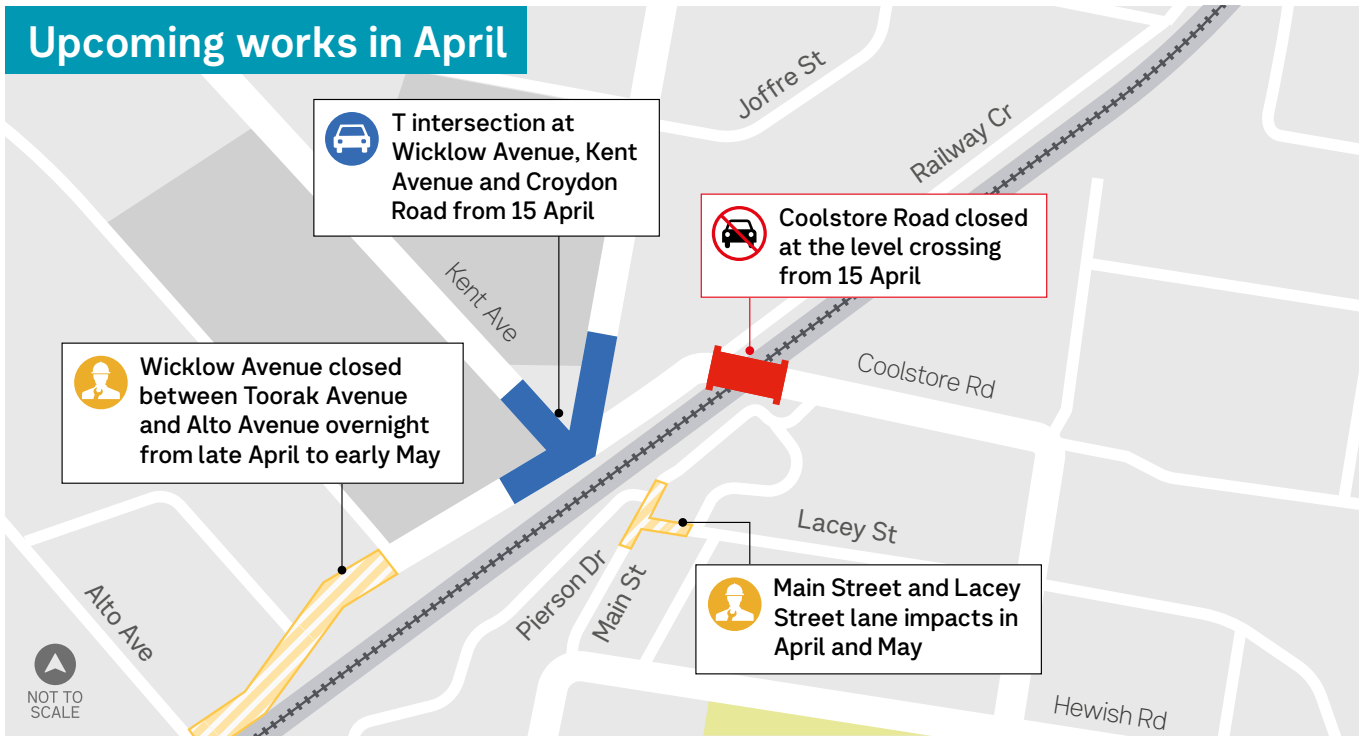 Upcoming works in April
Joffre St
Railway Cr
T intersection at
Wicklow Avenue, Kent
Avenue and Croydon
Road from 15 April
Coolstore Road closed
at the level crossing
from 15 April
Kent Ave
Wicklow Avenue closed
between Toorak Avenue
and Alto Avenue overnight
from late April to early May
Coolstore Rd
Lacey St
Pierson Dr
Main St
Main Street and Lacey
Street lane impacts in
April and May
Alto Ave
NOT TO
SCALE
Hewish Rd